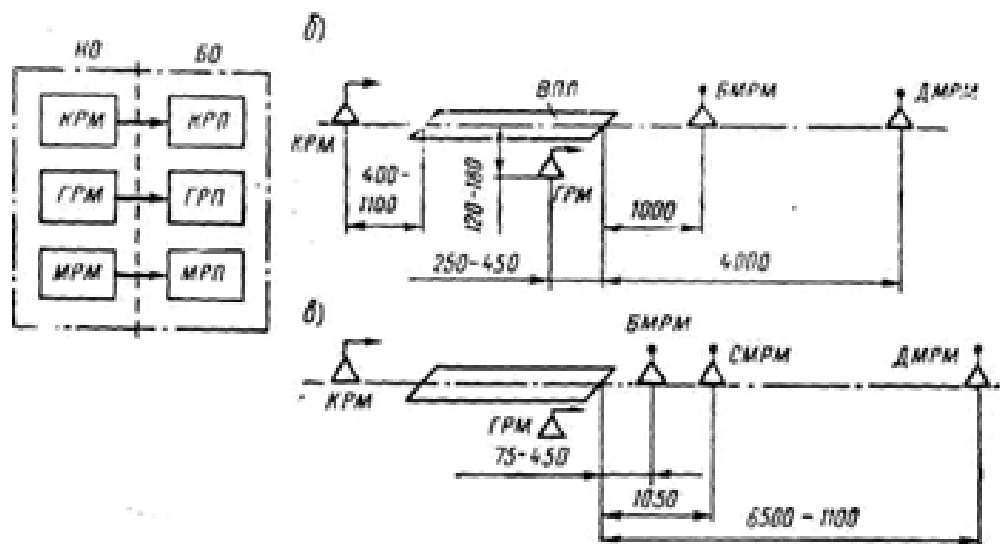 НО БО
КРМ КРП
ГРМ ГРП
МРМ МРП
б)
КРМ
ВПП
БМРМ
ДМРМ
400-
1100
120-180
ГРМ
1000
250-450
4000
в)
КРМ
ГРМ
БМРМ
СМРМ
ДМРМ
75-450
1050
6500-1100